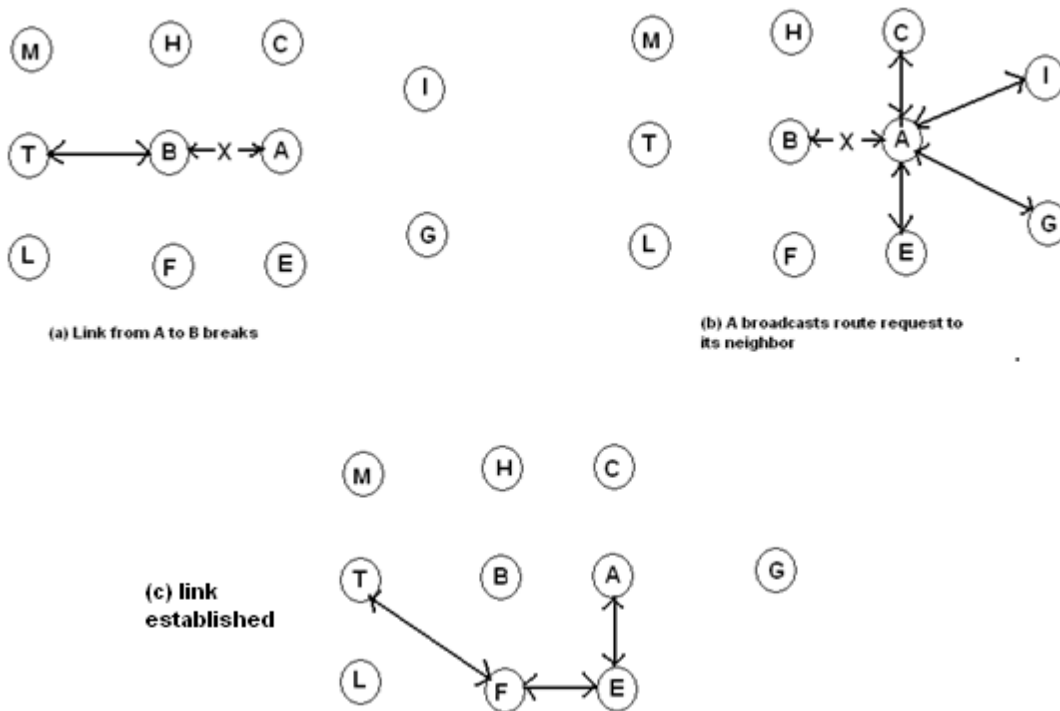 M H C
I
T B X A
G
L F E
(a) Link from A to B breaks
M H C
I
T B X A
G
L F E
(b) A broadcasts route request to
its neighbor
M H C
T B A G
(c) link
established
L F E